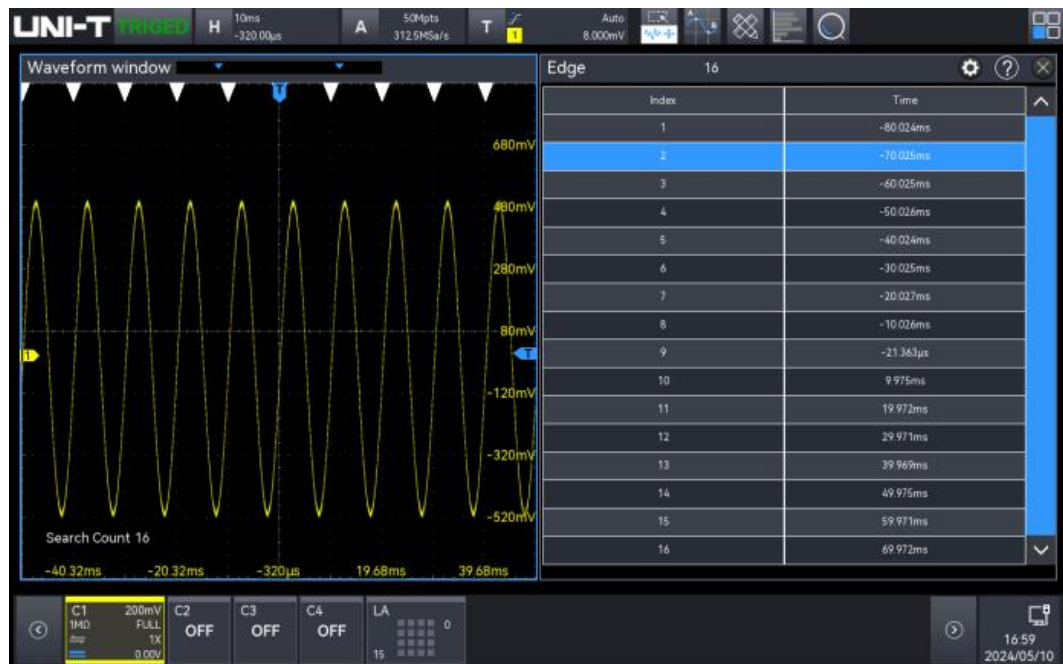 UNI-T TRIGED H 10ms -320.00μs A 50Mpts 312.5MSa/s T 1 Auto 8.000mV
Waveform window
T
680mV
480mV
280mV
80mV
1 T
-120mV
-320mV
-520mV
Search Count 16
-40.32ms -20.32ms -320μs 19.68ms 39.68ms
Edge 16 ?
Index Time
1 -80.024ms
2 -70.025ms
3 -60.025ms
4 -50.026ms
5 -40.024ms
6 -30.025ms
7 -20.027ms
8 -10.026ms
9 -21.363μs
10 9.975ms
11 19.972ms
12 29.971ms
13 39.969ms
14 49.975ms
15 59.971ms
16 69.972ms
C1 200mV
1MΩ FULL
1X
0.00V
C2 OFF
C3 OFF
C4 OFF
LA 0
15
16:59
2024/05/10